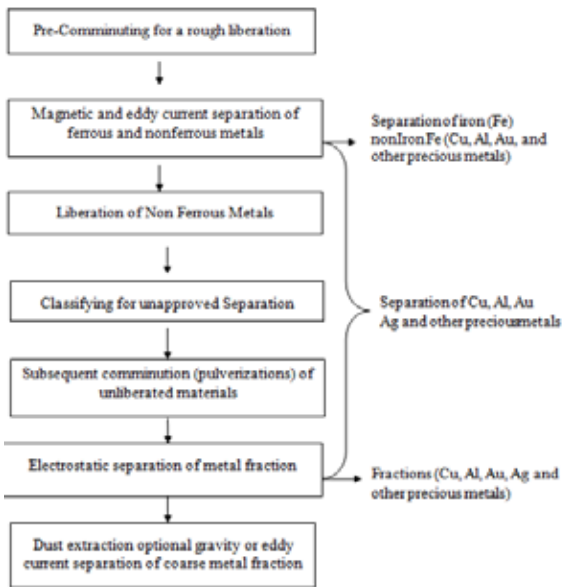 Pre-Comminuting for a rough liberation
Magnetic and eddy current separation of
ferrous and nonferrous metals
Separation of iron (Fe)
nonIron Fe (Cu, Al, Au, and
other precious metals)
Liberation of Non Ferrous Metals
Classifying for unapproved Separation
Separation of Cu, Al, Au
Ag and other preciousmetals
Subsequent comminution (pulverizations) of
unliberated materials
Electrostatic separation of metal fraction
Fractions (Cu, Al, Au, Ag and
other precious metals)
Dust extraction optional gravity or eddy
current separation of coarse metal fraction